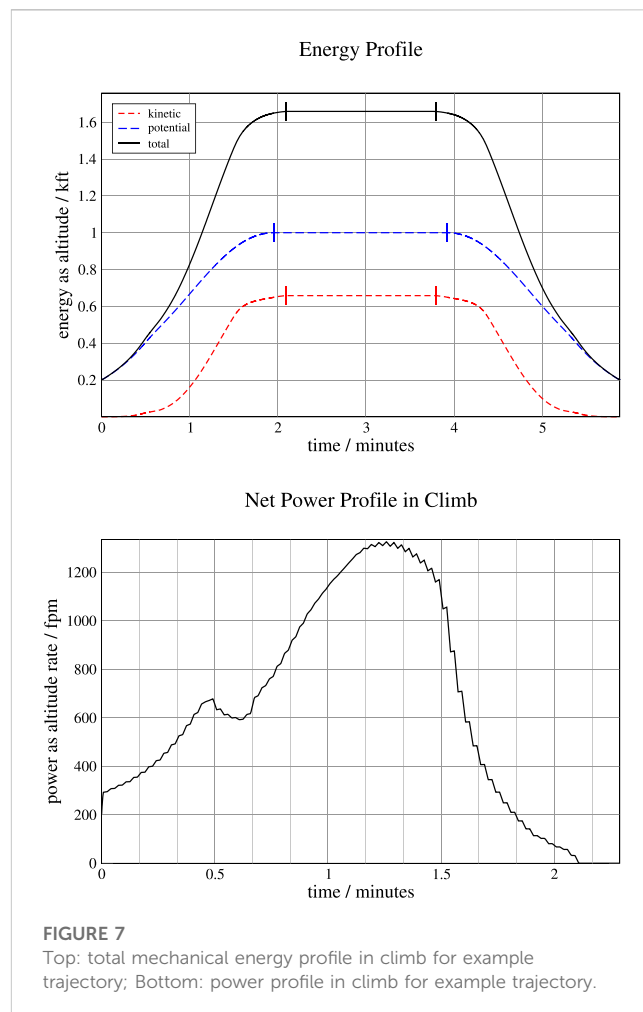 Energy Profile
kinetic
potential
total
1.6
1.4
1.2
1
0.8
0.6
0.4
0.2
energy as altitude / kft
0 1 2 3 4 5
time / minutes
Net Power Profile in Climb
1200
1000
800
600
400
200
0
power as altitude rate / fpm
0 0.5 1 1.5 2
time / minutes
FIGURE 7
Top: total mechanical energy profile in climb for example
trajectory; Bottom: power profile in climb for example trajectory.